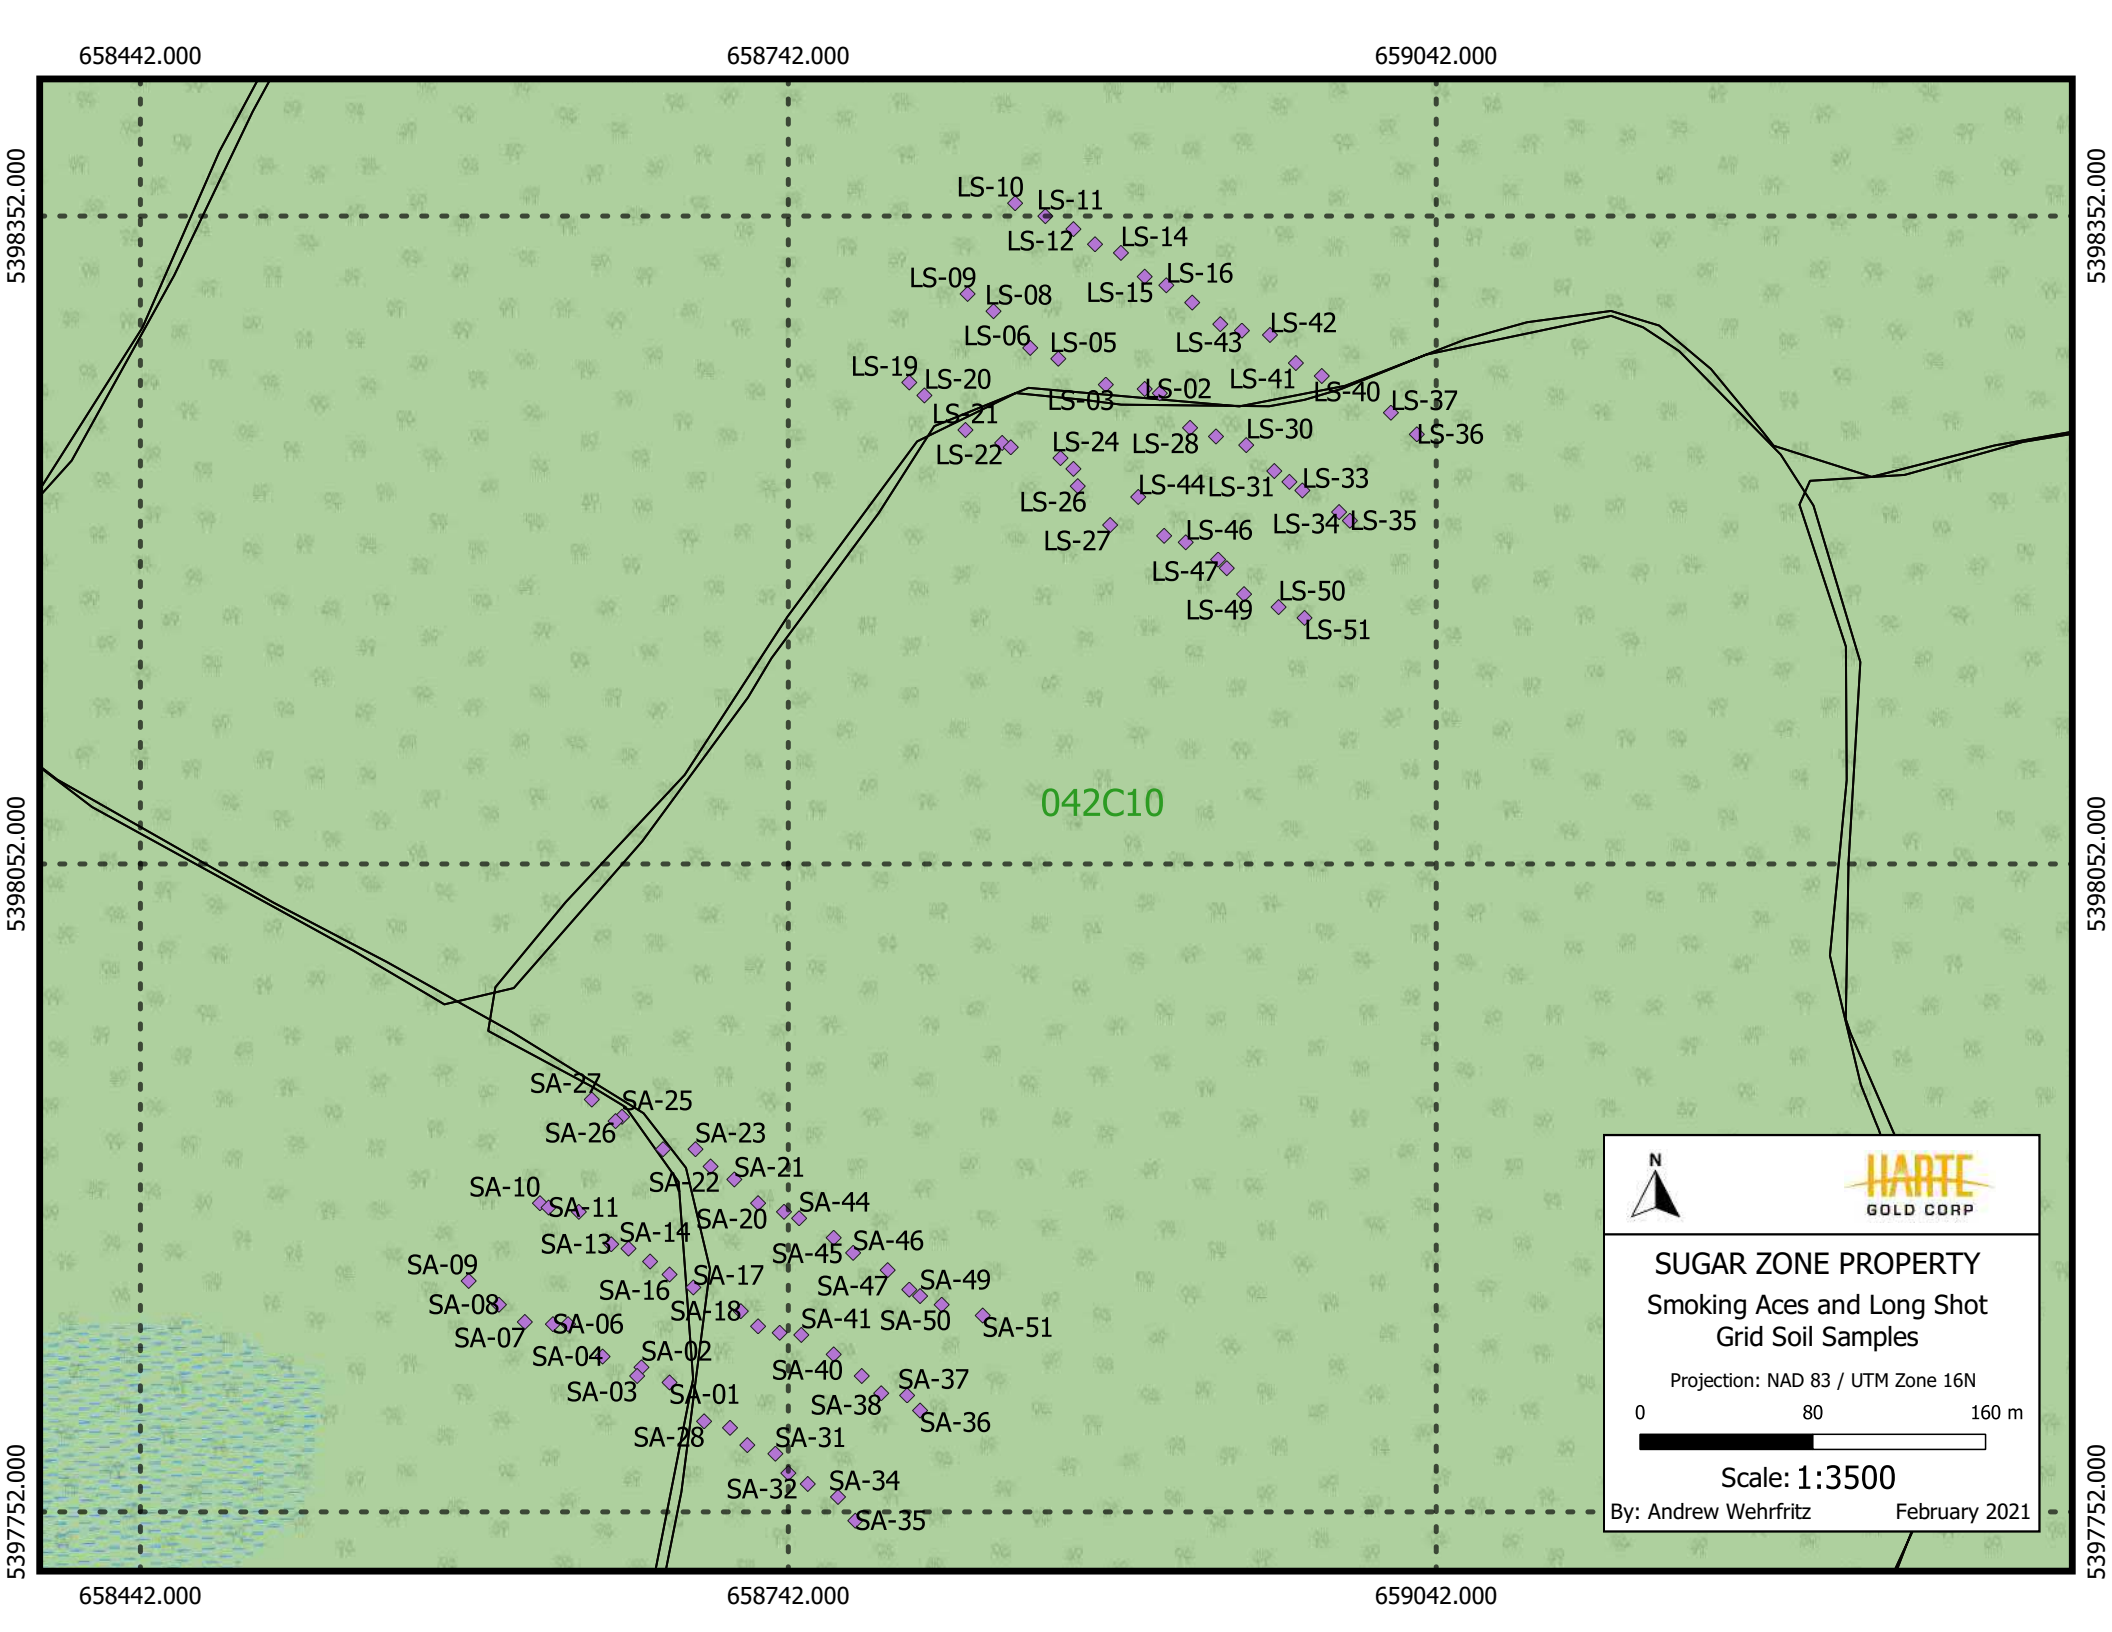 658442.000 658742.000 659042.000
5398352.000 5398352.000
LS-10
LS-11
LS-12
LS-14
LS-09
LS-16
LS-08
LS-15
LS-42
LS-06
LS-05
LS-43
LS-19
LS-20
LS-02
LS-41
LS-03
LS-40
LS-37
LS-21
LS-30
LS-36
LS-22
LS-24
LS-28
LS-44
LS-31
LS-33
LS-26
LS-34
LS-35
LS-27
LS-46
LS-47
LS-50
LS-49
LS-51
042C10
5398052.000 5398052.000
SA-27
SA-25
SA-26
SA-23
SA-21
SA-22
SA-10
SA-11
SA-44
SA-20
SA-14
SA-13
SA-46
SA-45
SA-09
SA-17
SA-49
SA-16
SA-47
SA-08
SA-18
SA-06
SA-41
SA-50
SA-51
SA-07
SA-02
SA-04
SA-40
SA-37
SA-03
SA-01
SA-38
SA-36
SA-28
SA-31
SA-34
SA-32
SA-35
N
HARTE
GOLD CORP
SUGAR ZONE PROPERTY
Smoking Aces and Long Shot
Grid Soil Samples
Projection: NAD 83 / UTM Zone 16N
0 80 160 m
Scale: 1:3500
By: Andrew Wehrfritz February 2021
5397752.000 5397752.000
658442.000 658742.000 659042.000